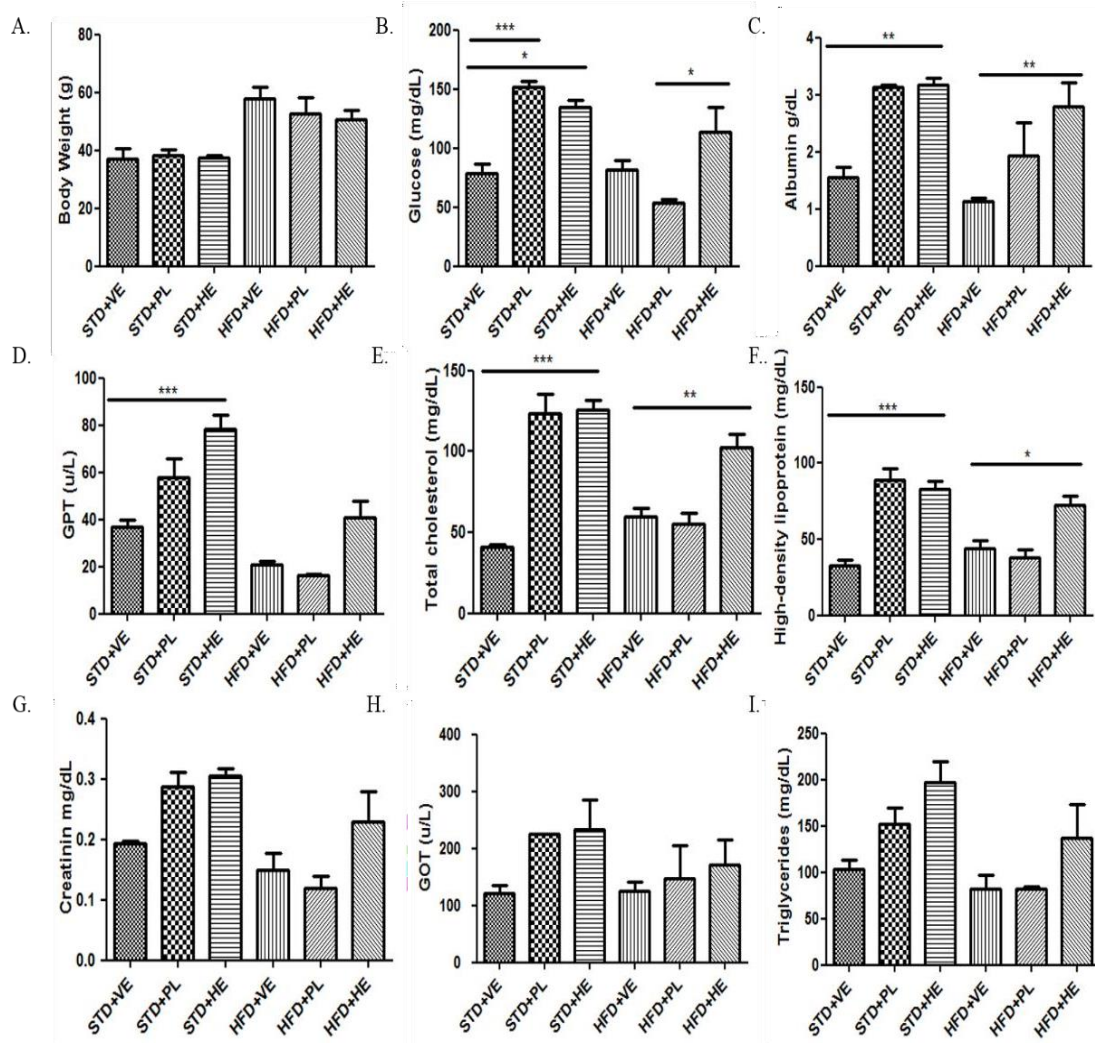 A.
Body Weight (g)
80
60
40
20
0
STD+VE
STD+PL
STD+HE
HFD+VE
HFD+PL
HFD+HE
B.
Glucose (mg/dL)
200
150
100
50
0
***
*
*
STD+VE
STD+PL
STD+HE
HFD+VE
HFD+PL
HFD+HE
C.
Albumin g/dL
4
3
2
1
0
**
**
STD+VE
STD+PL
STD+HE
HFD+VE
HFD+PL
HFD+HE
D.
GPT (u/L)
100
80
60
40
20
0
***
STD+VE
STD+PL
STD+HE
HFD+VE
HFD+PL
HFD+HE
E.
Total cholesterol (mg/dL)
150
100
50
0
***
**
STD+VE
STD+PL
STD+HE
HFD+VE
HFD+PL
HFD+HE
F.
High-density lipoprotein (mg/dL)
150
100
50
0
***
*
STD+VE
STD+PL
STD+HE
HFD+VE
HFD+PL
HFD+HE
G.
Creatinin mg/dL
0.4
0.3
0.2
0.1
0.0
STD+VE
STD+PL
STD+HE
HFD+VE
HFD+PL
HFD+HE
H.
GOT (u/L)
400
300
200
100
0
STD+VE
STD+PL
STD+HE
HFD+VE
HFD+PL
HFD+HE
I.
Triglycerides (mg/dL)
250
200
150
100
50
0
STD+VE
STD+PL
STD+HE
HFD+VE
HFD+PL
HFD+HE